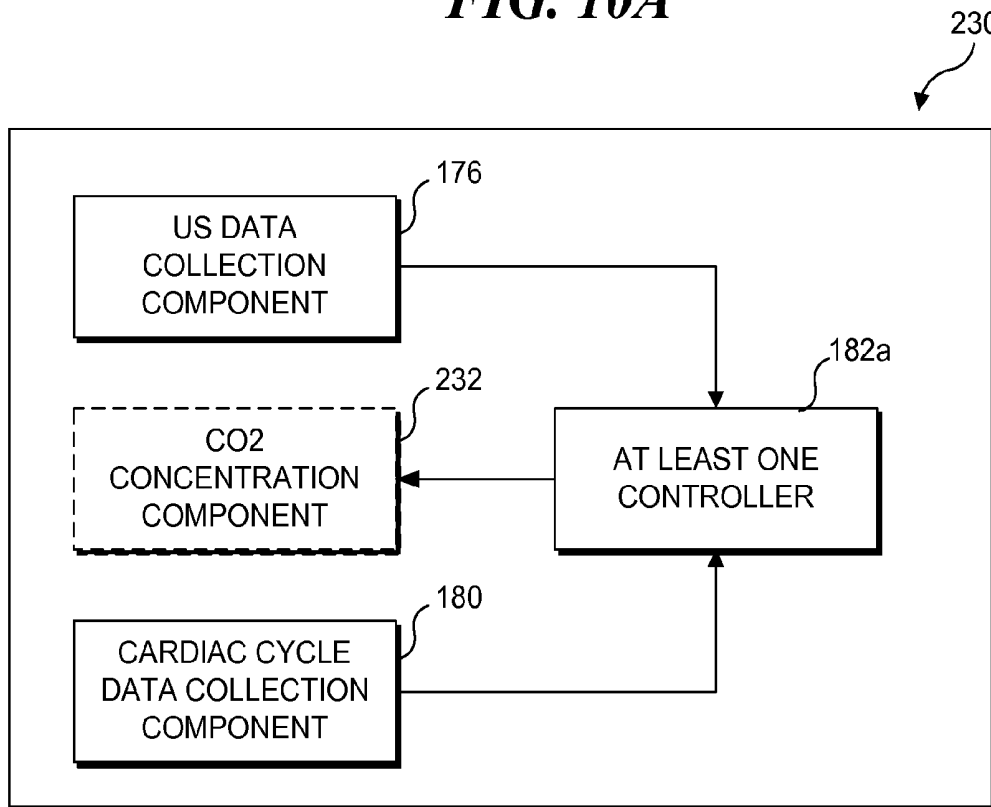 FIG. 10A
230
176
US DATA
COLLECTION
COMPONENT
182a
232
CO2
CONCENTRATION
COMPONENT
AT LEAST ONE
CONTROLLER
180
CARDIAC CYCLE
DATA COLLECTION
COMPONENT